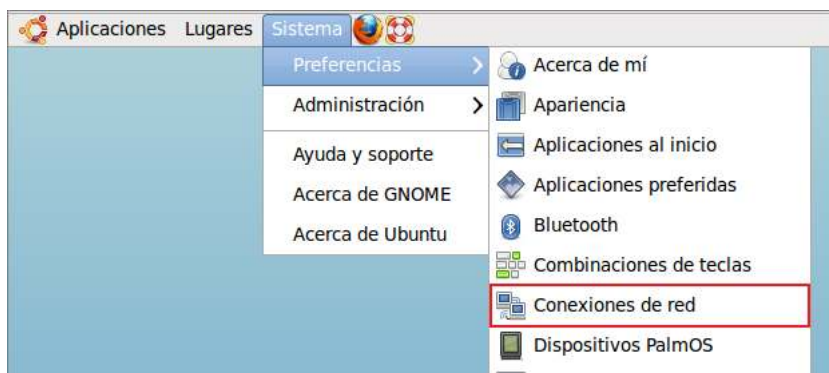 Aplicaciones Lugares Sistema
Preferencias
Administración
Ayuda y soporte
Acerca de GNOME
Acerca de Ubuntu
Acerca de mí
Apariencia
Aplicaciones al inicio
Aplicaciones preferidas
Bluetooth
Combinaciones de teclas
Conexiones de red
Dispositivos PalmOS